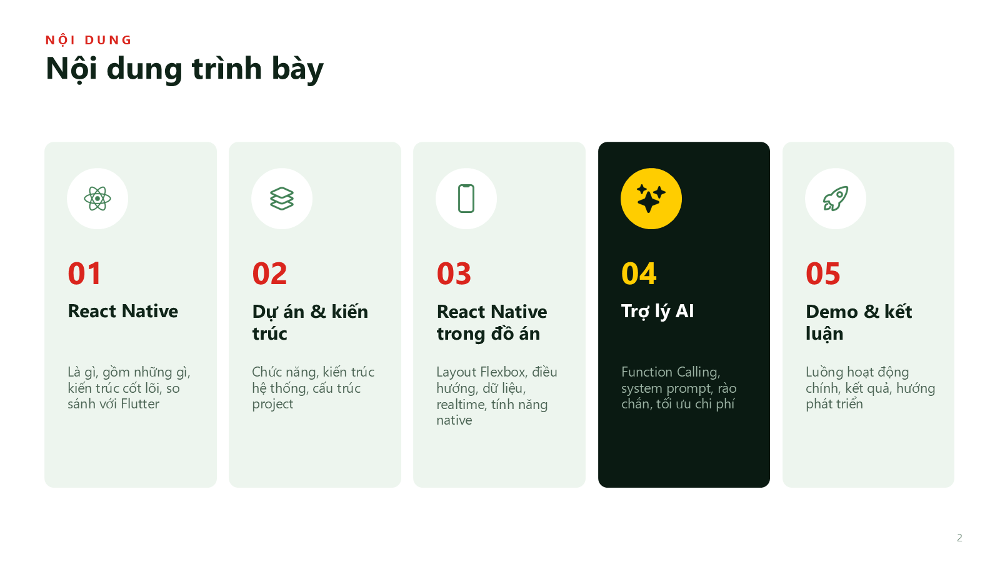 NỘI DUNG
Nội dung trình bày
01
React Native
Là gì, gồm những gì,
kiến trúc cốt lõi, so
sánh với Flutter
02
Dự án & kiến
trúc
Chức năng, kiến trúc
hệ thống, cấu trúc
project
03
React Native
trong đồ án
Layout Flexbox, điều
hướng, dữ liệu,
realtime, tính năng
native
04
Trợ lý AI
Function Calling,
system prompt, rào
chắn, tối ưu chi phí
05
Demo & kết
luận
Luồng hoạt động
chính, kết quả, hướng
phát triển
2